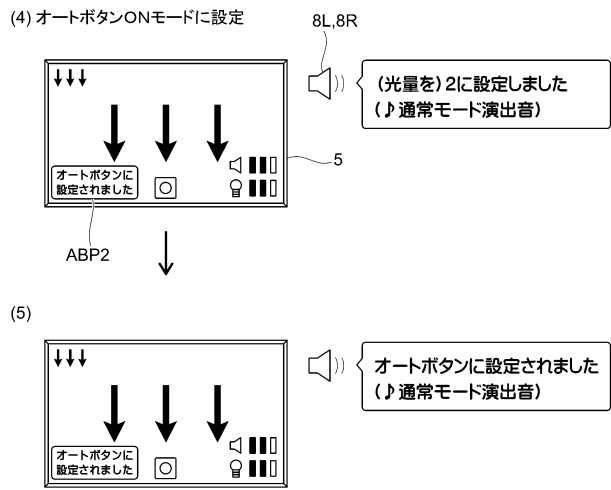 (4) オートボタンONモードに設定
8L,8R
(光量を) 2に設定しました
(♪通常モード演出音)
5
オートボタンに
設定されました
ABP2
(5)
オートボタンに設定されました
(♪通常モード演出音)
オートボタンに
設定されました